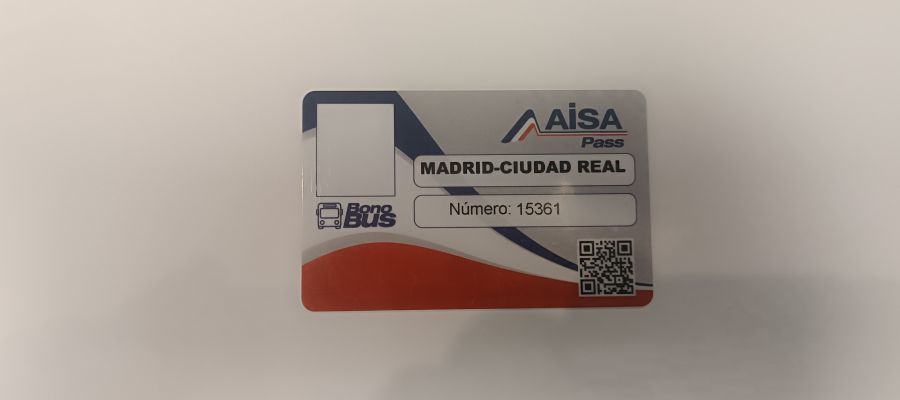 AiSA
Pass
MADRID-CIUDAD REAL
Número: 15361
Bono
Bus